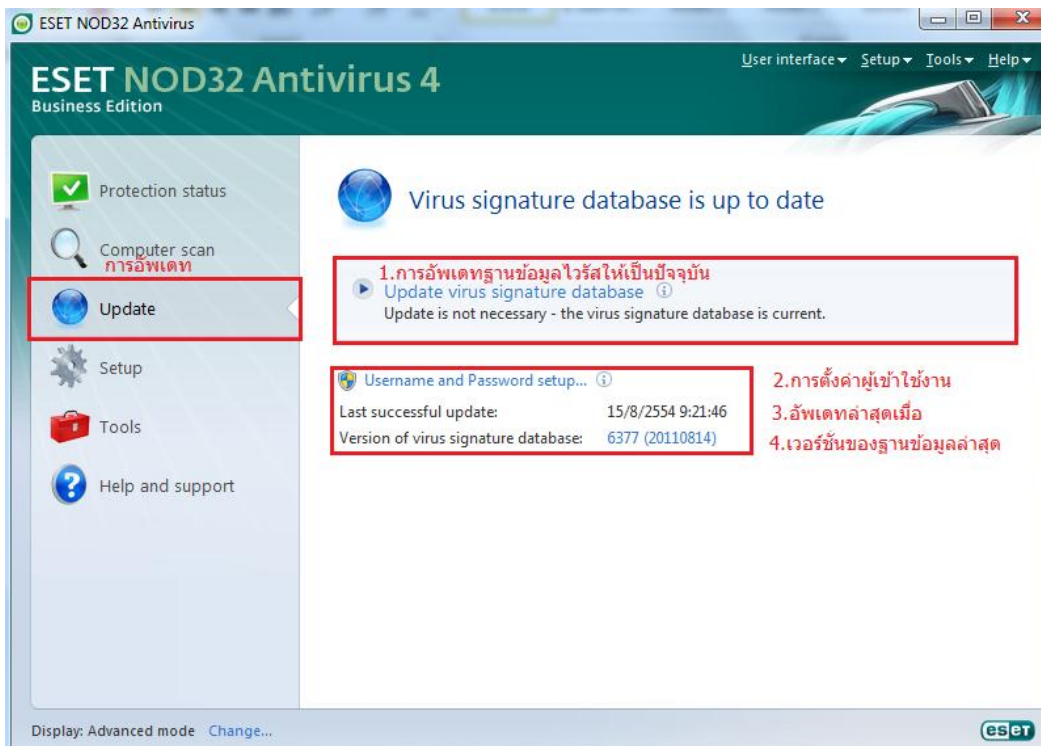 ESET NOD32 Antivirus
ESET NOD32 Antivirus 4
Business Edition
User interface Setup Tools Help
Protection status
Computer scan
การอัพเดท
Update
Setup
Tools
Help and support
Virus signature database is up to date
1.การอัพเดทฐานข้อมูลไวรัสให้เป็นปัจจุบัน
Update virus signature database
Update is not necessary - the virus signature database is current.
Username and Password setup...
2.การตั้งค่าผู้เข้าใช้งาน
Last successful update: 15/8/2554 9:21:46
3.อัพเดทล่าสุดเมื่อ
Version of virus signature database: 6377 (20110814)
4.เวอร์ชั่นของฐานข้อมูลล่าสุด
Display: Advanced mode Change...
eset